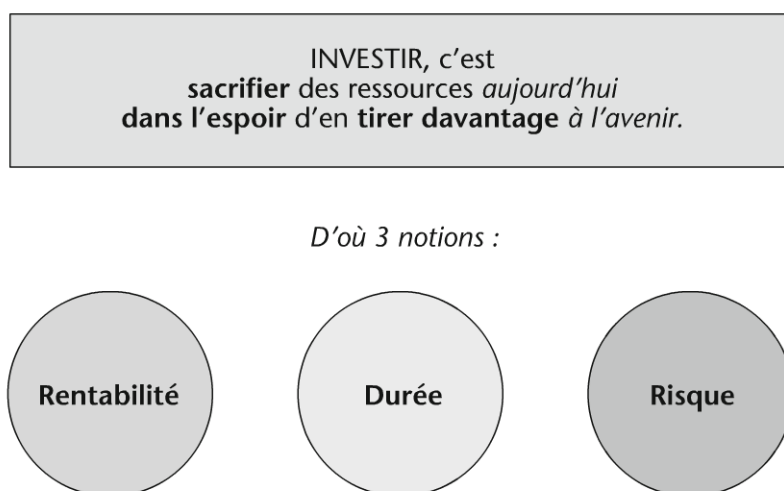 INVESTIR, c’est
sacrifier des ressources aujourd’hui
dans l’espoir d’en tirer davantage à l’avenir.
D’où 3 notions :
Rentabilité
Durée
Risque